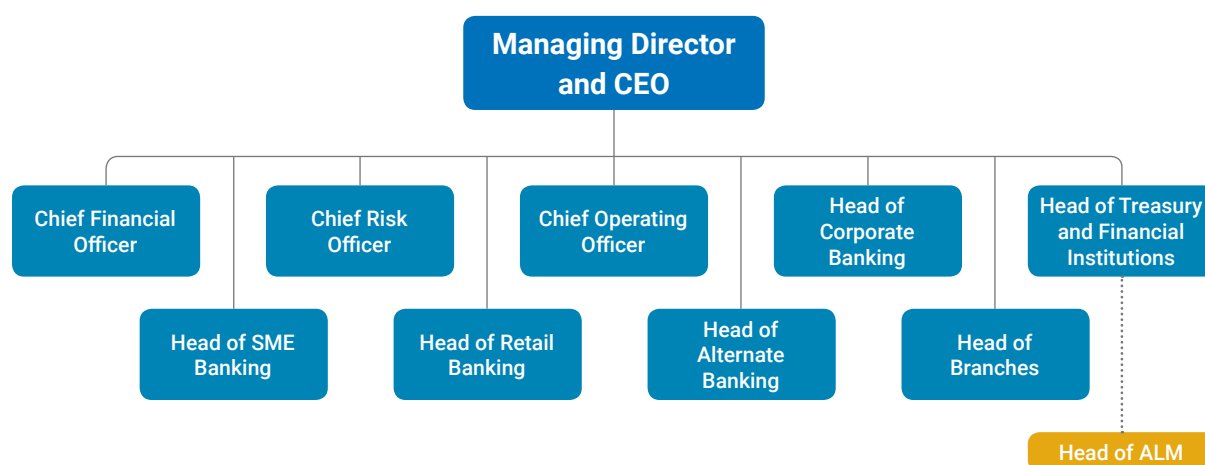 Managing Director
and CEO
Chief Financial
Officer
Chief Risk
Officer
Chief Operating
Officer
Head of
Corporate
Banking
Head of Treasury
and Financial
Institutions
Head of SME
Banking
Head of Retail
Banking
Head of
Alternate
Banking
Head of
Branches
Head of ALM